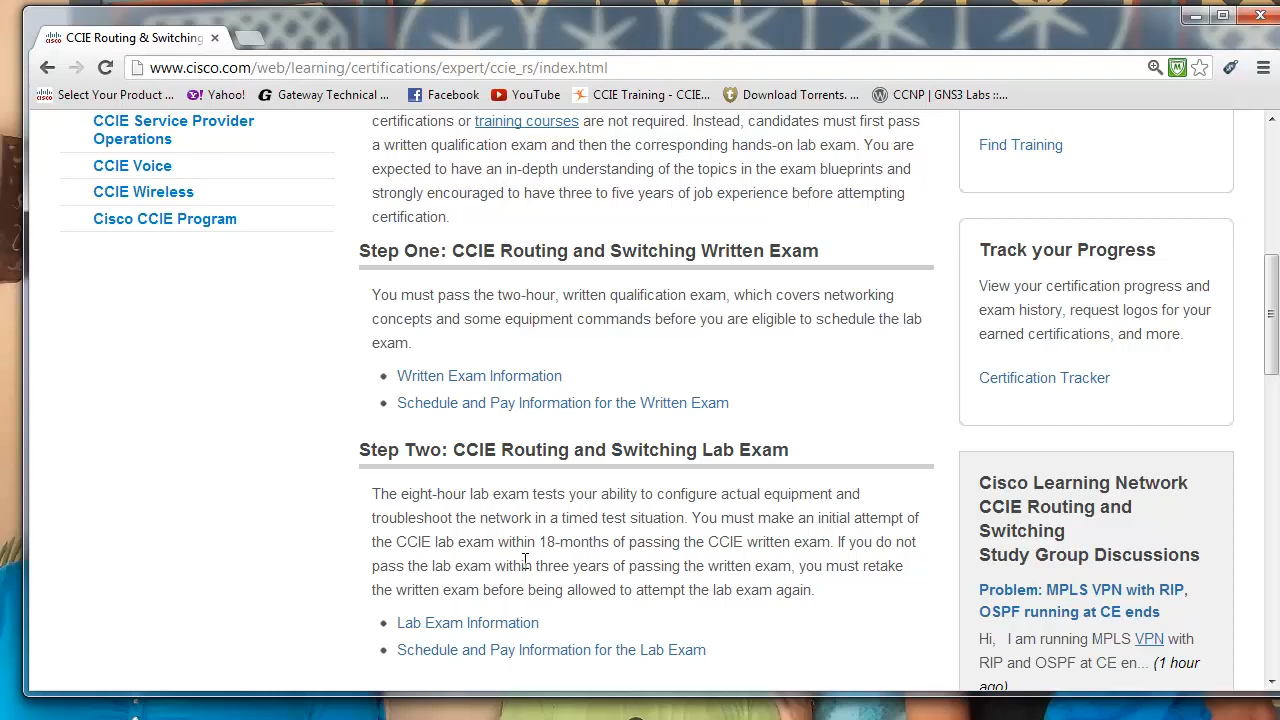 CCIE Routing & Switching
www.cisco.com/web/learning/certifications/expert/ccie_rs/index.html
Select Your Product ...
Yahoo!
Gateway Technical ...
Facebook
YouTube
CCIE Training - CCIE...
Download Torrents. ...
CCNP | GNS3 Labs ::...
CCIE Service Provider
Operations
CCIE Voice
CCIE Wireless
Cisco CCIE Program
certifications or training courses are not required. Instead, candidates must first pass
a written qualification exam and then the corresponding hands-on lab exam. You are
expected to have an in-depth understanding of the topics in the exam blueprints and
strongly encouraged to have three to five years of job experience before attempting
certification.
Step One: CCIE Routing and Switching Written Exam
You must pass the two-hour, written qualification exam, which covers networking
concepts and some equipment commands before you are eligible to schedule the lab
exam.
Written Exam Information
Schedule and Pay Information for the Written Exam
Step Two: CCIE Routing and Switching Lab Exam
The eight-hour lab exam tests your ability to configure actual equipment and
troubleshoot the network in a timed test situation. You must make an initial attempt of
the CCIE lab exam within 18-months of passing the CCIE written exam. If you do not
pass the lab exam within three years of passing the written exam, you must retake
the written exam before being allowed to attempt the lab exam again.
Lab Exam Information
Schedule and Pay Information for the Lab Exam
Find Training
Track your Progress
View your certification progress and
exam history, request logos for your
earned certifications, and more.
Certification Tracker
Cisco Learning Network
CCIE Routing and
Switching
Study Group Discussions
Problem: MPLS VPN with RIP,
OSPF running at CE ends
Hi, I am running MPLS VPN with
RIP and OSPF at CE en... (1 hour
ago)